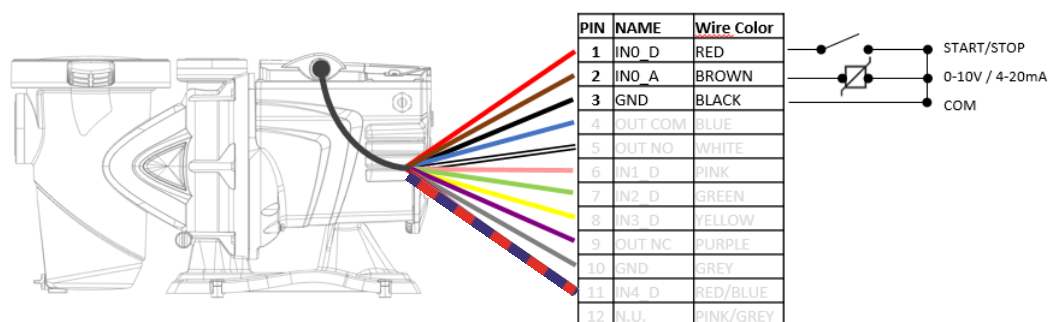 PIN NAME Wire Color
1 IN0_D RED
2 IN0_A BROWN
3 GND BLACK
4 OUT COM BLUE
5 OUT NO WHITE
6 IN1_D PINK
7 IN2_D GREEN
8 IN3_D YELLOW
9 OUT NC PURPLE
10 GND GREY
11 IN4_D RED/BLUE
12 N.U. PINK/GREY
START/STOP
0-10V / 4-20mA
COM